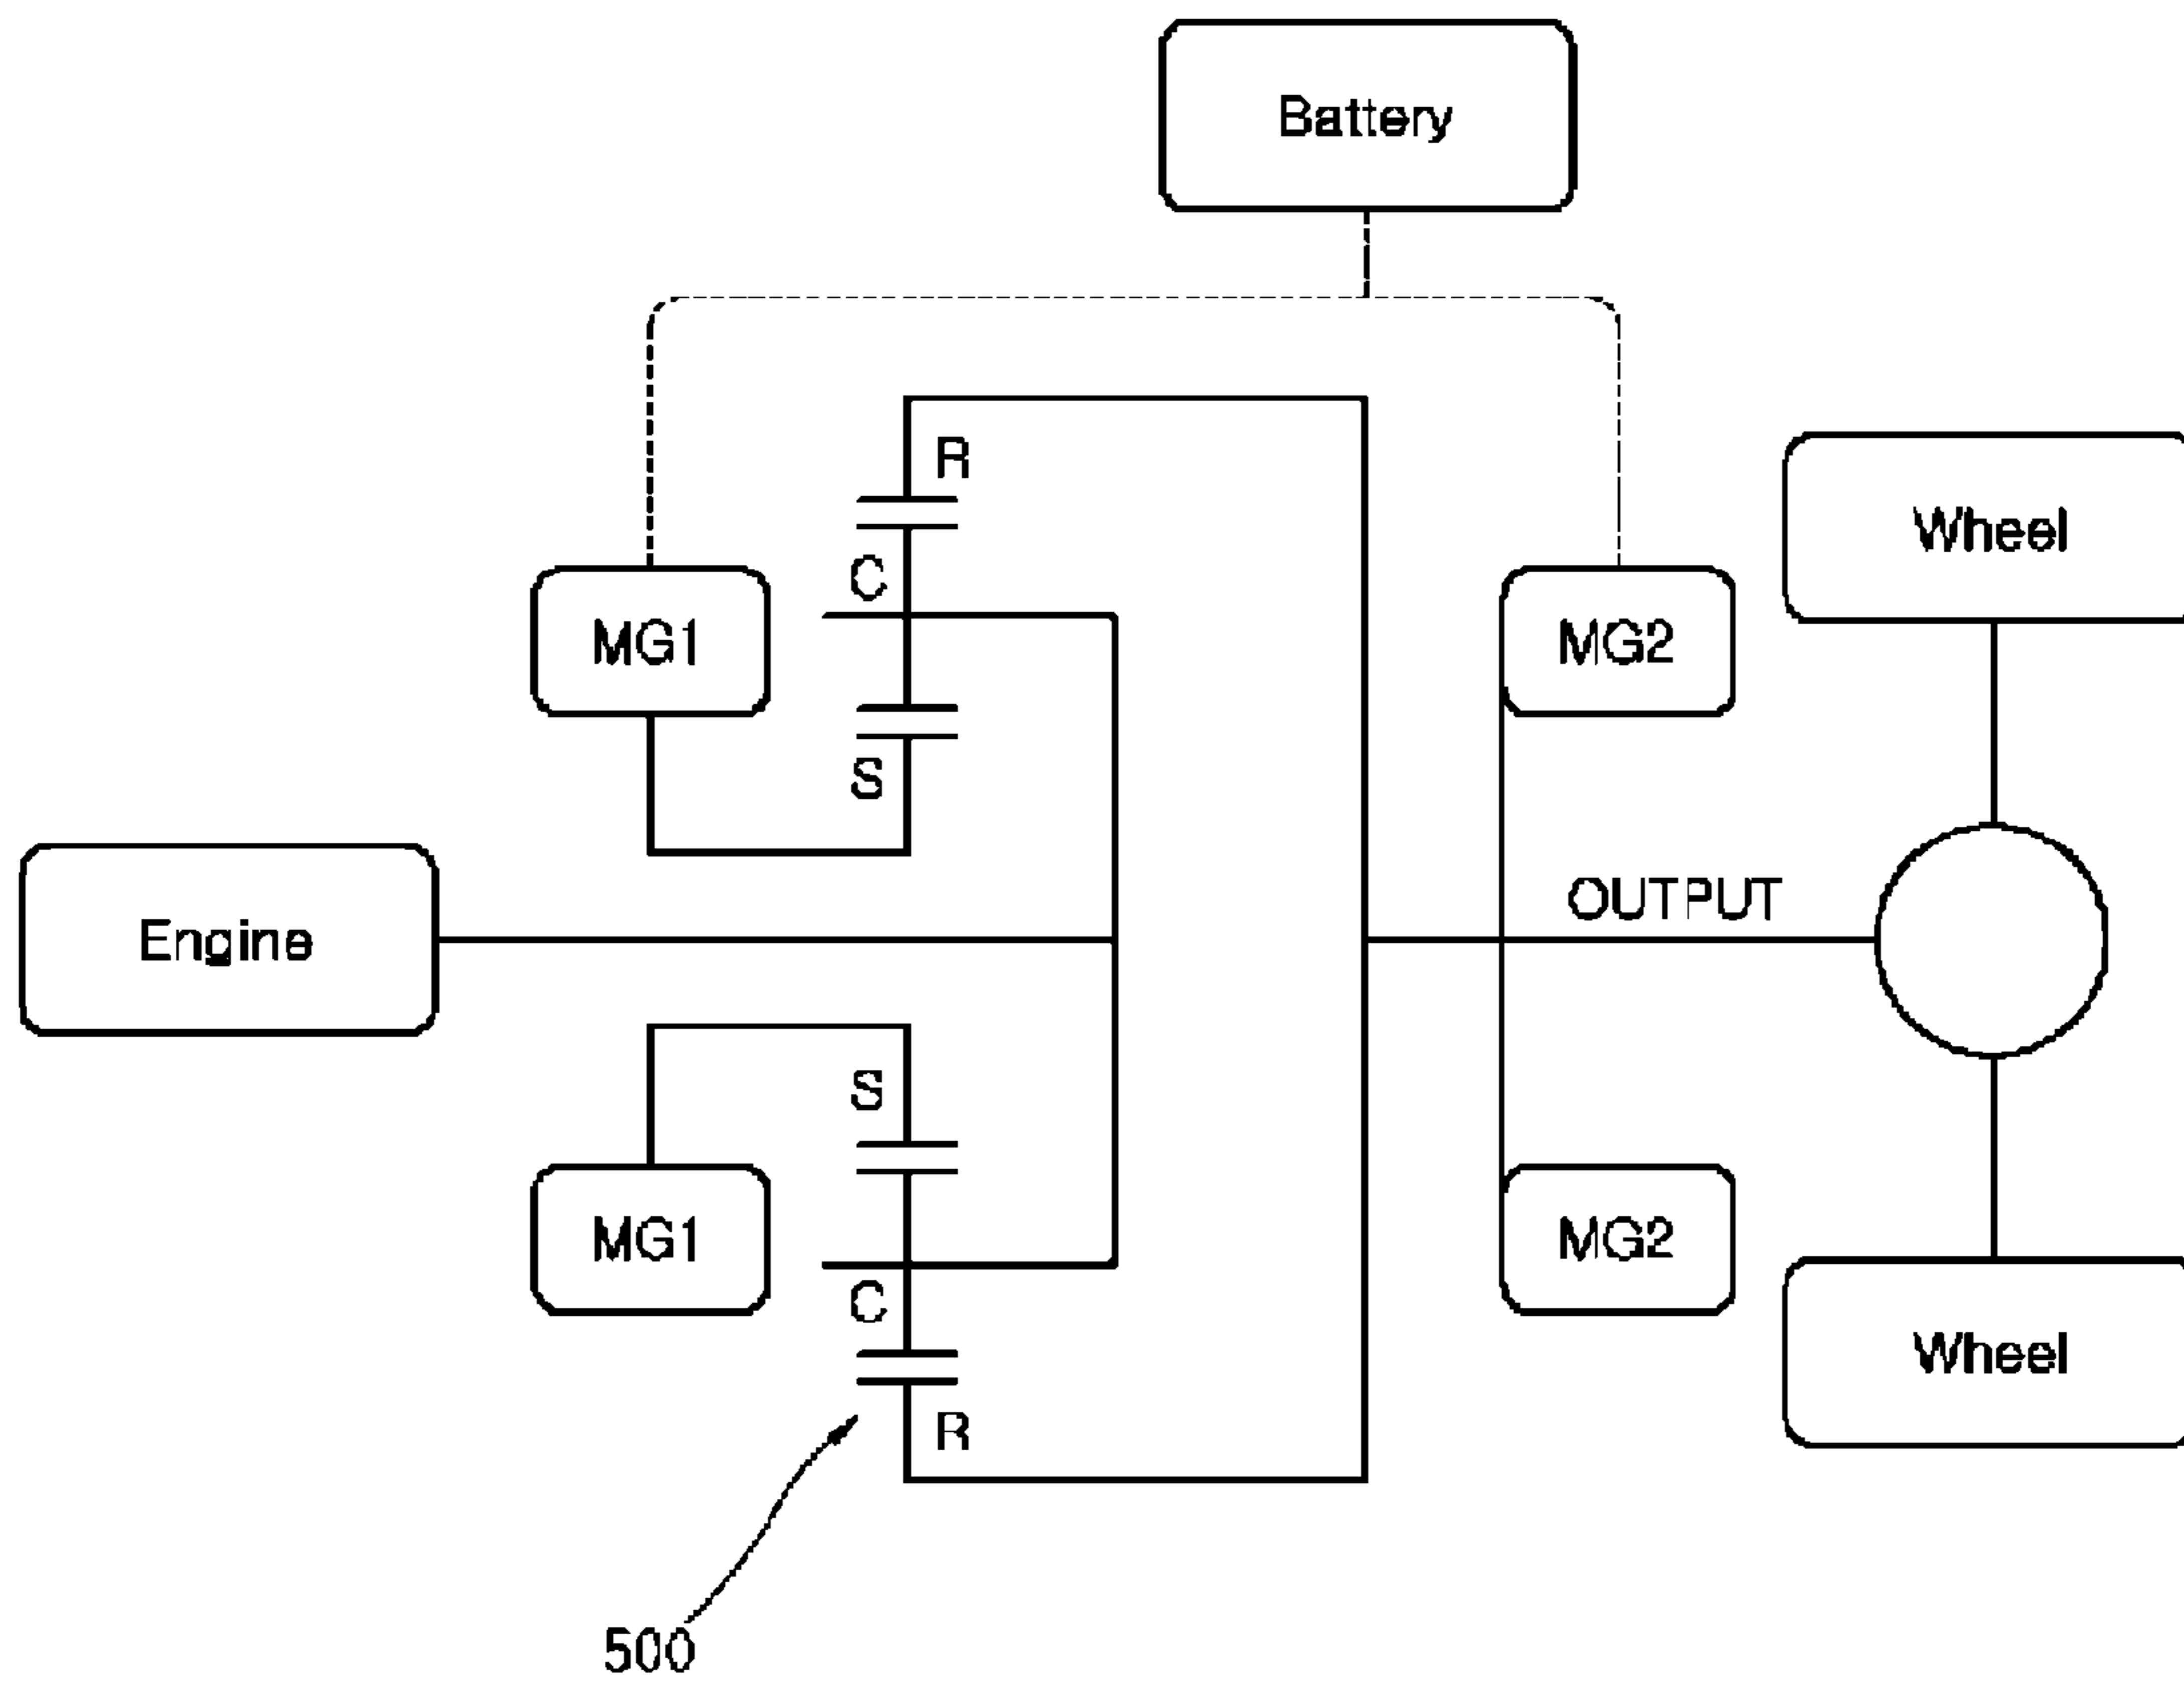 Battery
R
Wheel
C
MG1
MG2
S
OUTPUT
Engine
S
MG1
MG2
C
Wheel
R
500